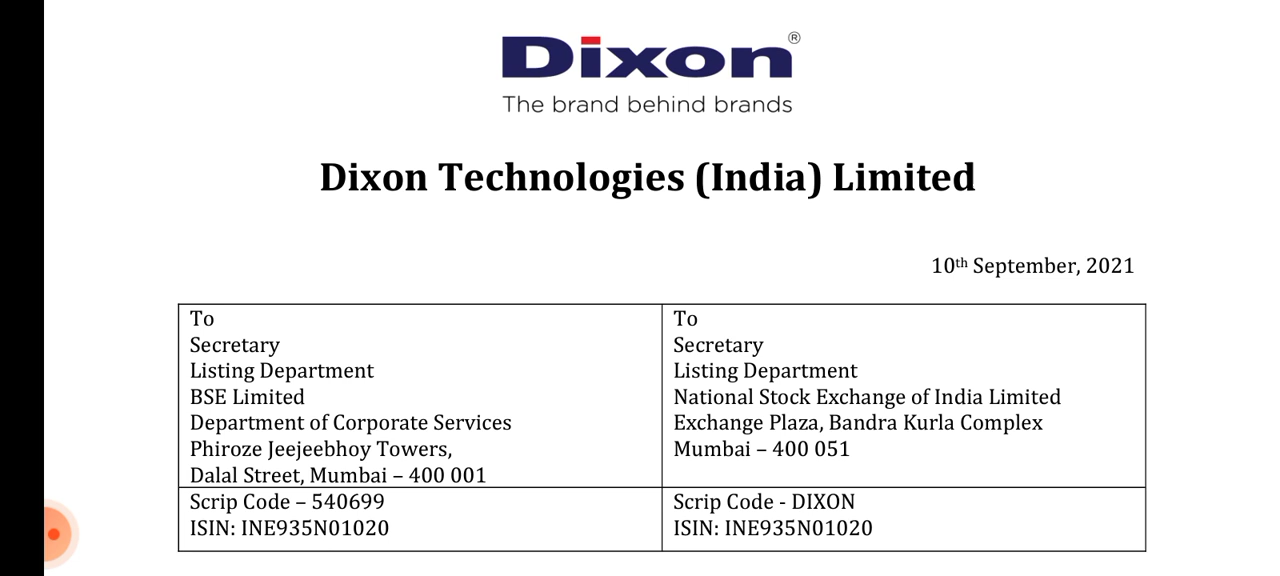 Dixon®
The brand behind brands
Dixon Technologies (India) Limited
10th September, 2021
To
Secretary
Listing Department
BSE Limited
Department of Corporate Services
Phiroze Jeejeebhoy Towers,
Dalal Street, Mumbai – 400 001
To
Secretary
Listing Department
National Stock Exchange of India Limited
Exchange Plaza, Bandra Kurla Complex
Mumbai – 400 051
Scrip Code – 540699
ISIN: INE935N01020
Scrip Code - DIXON
ISIN: INE935N01020